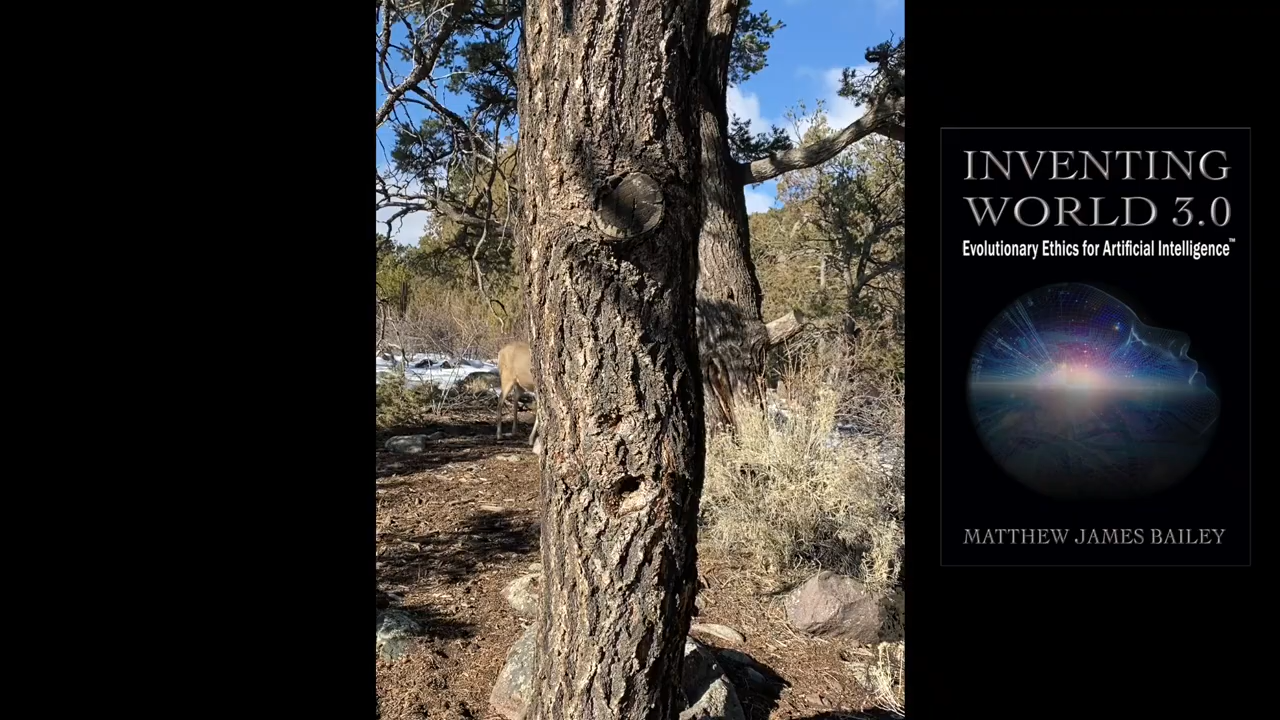 INVENTING
WORLD 3.0
Evolutionary Ethics for Artificial Intelligence™
MATTHEW JAMES BAILEY